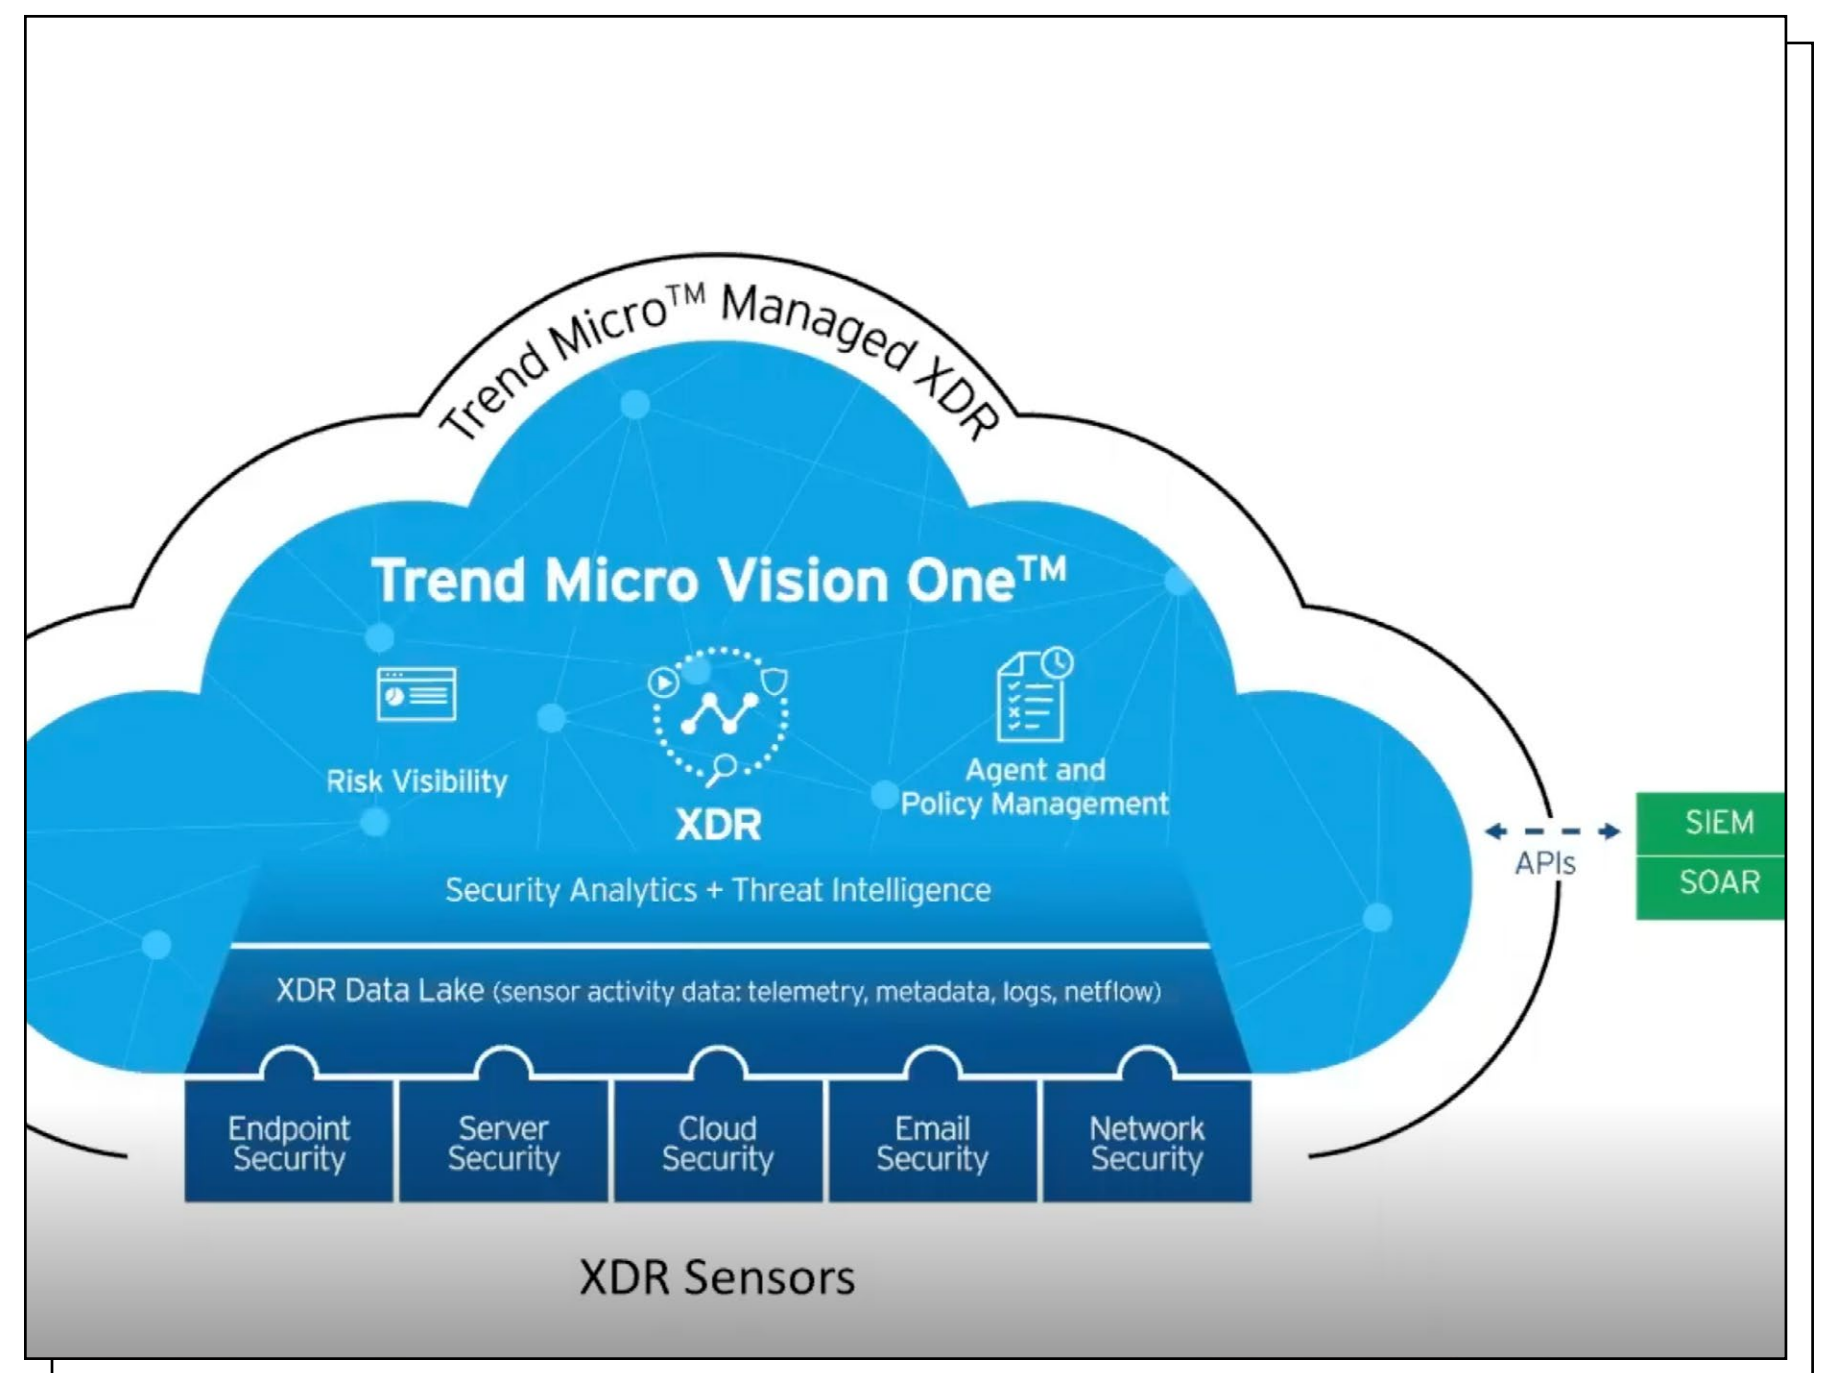 Trend Micro™ Managed XDR
Trend Micro Vision One™
Risk Visibility
XDR
Agent and
Policy Management
Security Analytics + Threat Intelligence
XDR Data Lake (sensor activity data: telemetry, metadata, logs, netflow)
Endpoint
Security
Server
Security
Cloud
Security
Email
Security
Network
Security
APIs
SIEM
SOAR
XDR Sensors